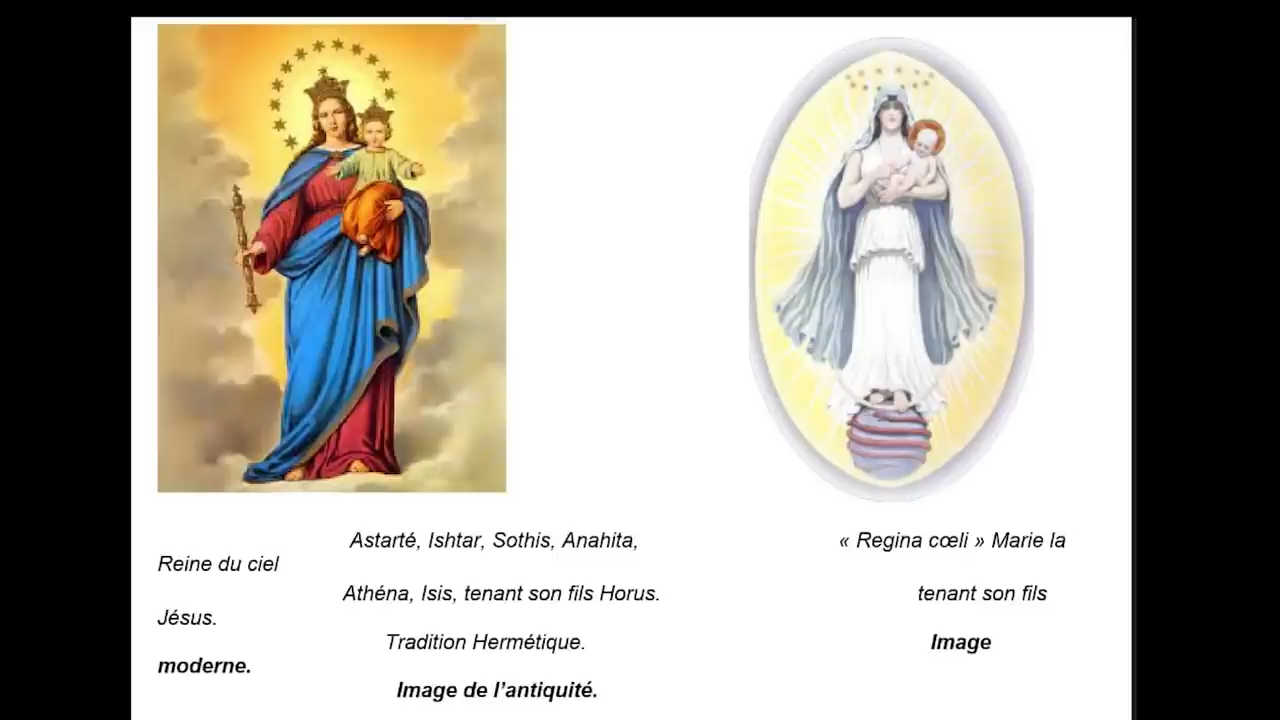 Astarté, Ishtar, Sothis, Anahita, « Regina cœli » Marie la
Reine du ciel
Athéna, Isis, tenant son fils Horus. tenant son fils
Jésus.
Tradition Hermétique. Image
moderne.
Image de l’antiquité.